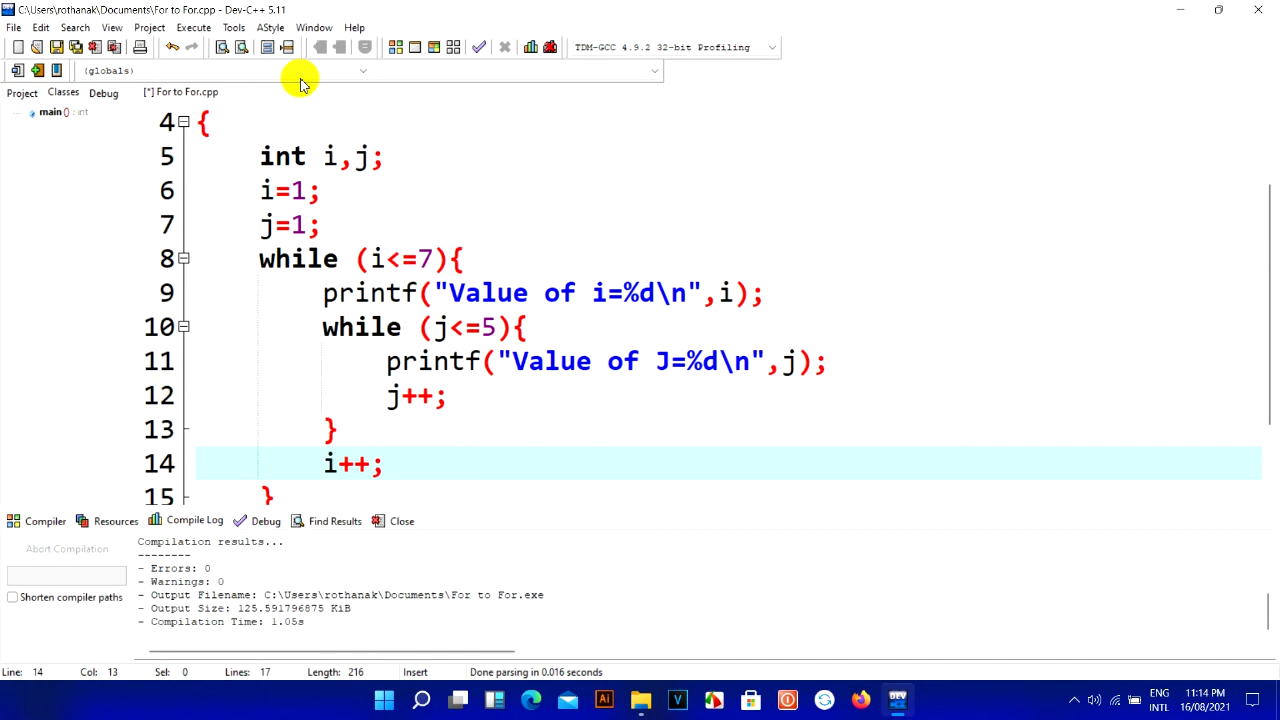 C:\Users\rothanak\Documents\For to For.cpp - Dev-C++ 5.11
File Edit Search View Project Execute Tools AStyle Window Help
TDM-GCC 4.9.2 32-bit Profiling
(globals)
Project Classes Debug
[*] For to For.cpp
main() : int
4 {
5 int i,j;
6 i=1;
7 j=1;
8 while (i<=7){
9 printf("Value of i=%d\n",i);
10 while (j<=5){
11 printf("Value of J=%d\n",j);
12 j++;
13 }
14 i++;
15 }
Compiler Resources Compile Log Debug Find Results Close
Abort Compilation
Shorten compiler paths
Compilation results...
--------
- Errors: 0
- Warnings: 0
- Output Filename: C:\Users\rothanak\Documents\For to For.exe
- Output Size: 125.591796875 KiB
- Compilation Time: 1.05s
Line: 14 Col: 13 Sel: 0 Lines: 17 Length: 216 Insert Done parsing in 0.016 seconds
Ai
V
DEV
ENG
INTL
11:14 PM
16/08/2021